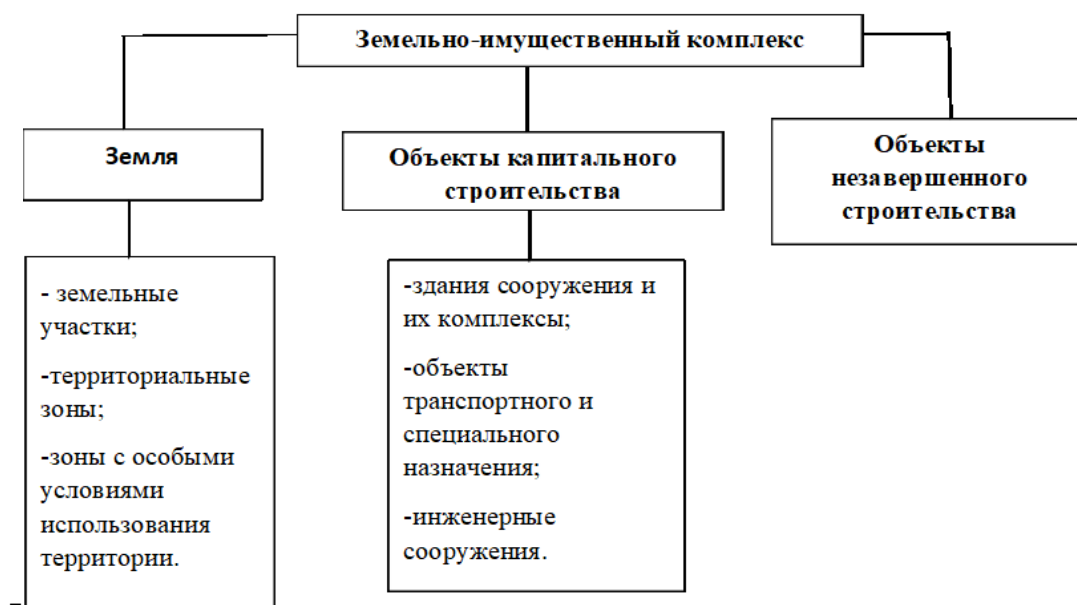 Земельно-имущественный комплекс
Земля
Объекты капитального
строительства
Объекты
незавершенного
строительства
- земельные
участки;
-территориальные
зоны;
-зоны с особыми
условиями
использования
территории.
-здания сооружения и
их комплексы;
-объекты
транспортного и
специального
назначения;
-инженерные
сооружения.